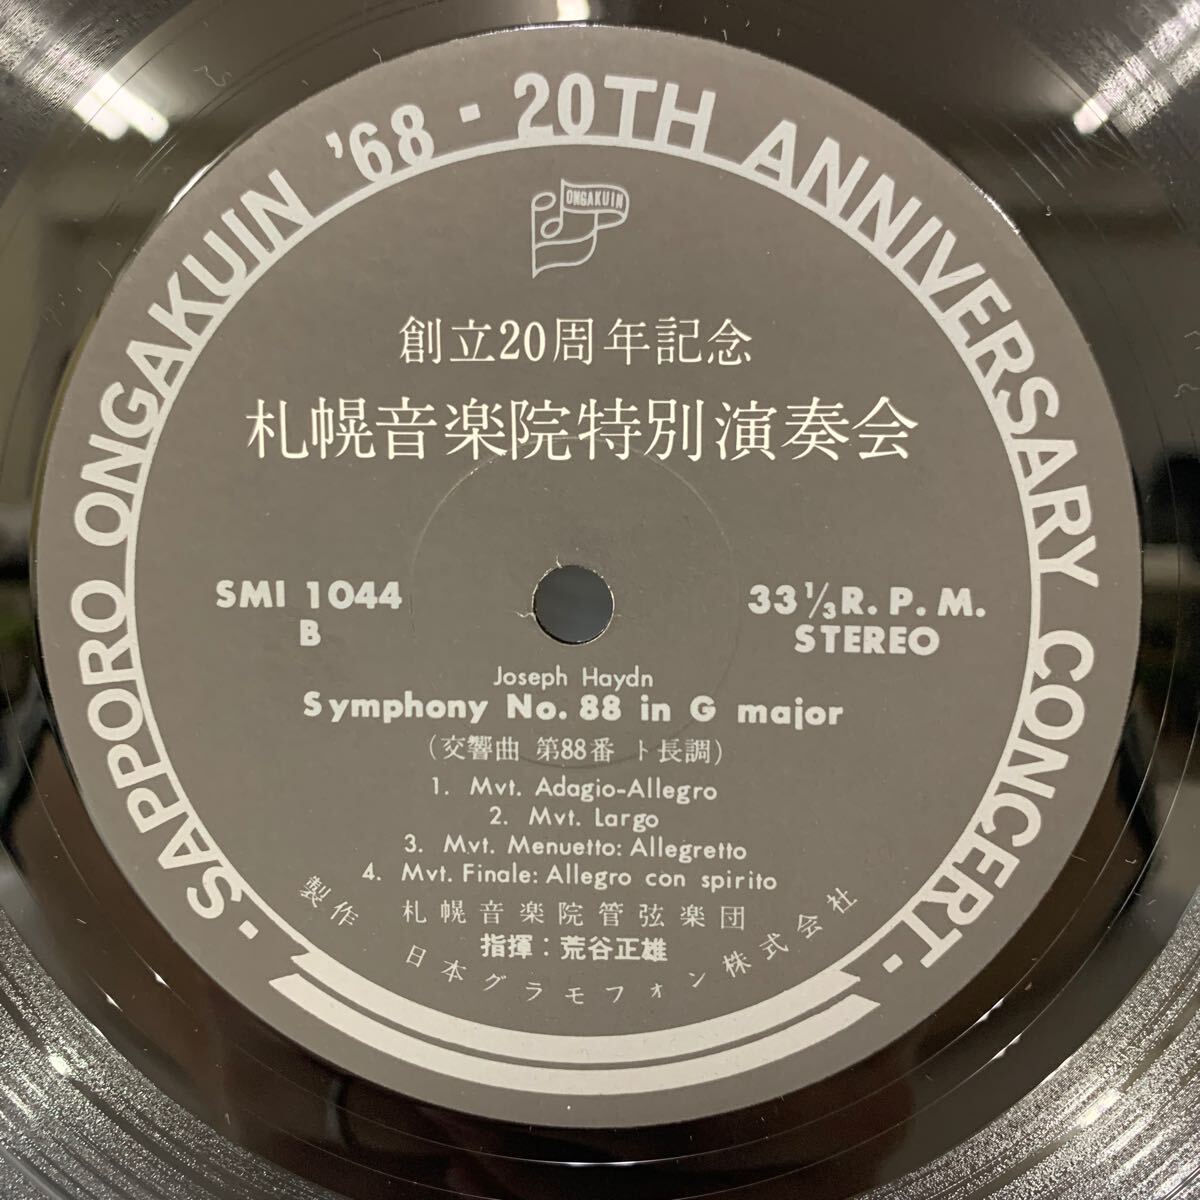 · SAPPORO ONGAKUIN '68 · 20TH ANNIVERSARY CONCERT ·
ONGAKUIN
創立20周年記念
札幌音楽院特別演奏会
SMI 1044
B
33 1/3 R. P. M.
STEREO
Joseph Haydn
Symphony No. 88 in G major
(交響曲 第88番 ト長調)
1. Mvt. Adagio-Allegro
2. Mvt. Largo
3. Mvt. Menuetto: Allegretto
4. Mvt. Finale: Allegro con spirito
札幌音楽院管弦楽団
指揮：荒谷正雄
製作 日本グラモフォン株式会社